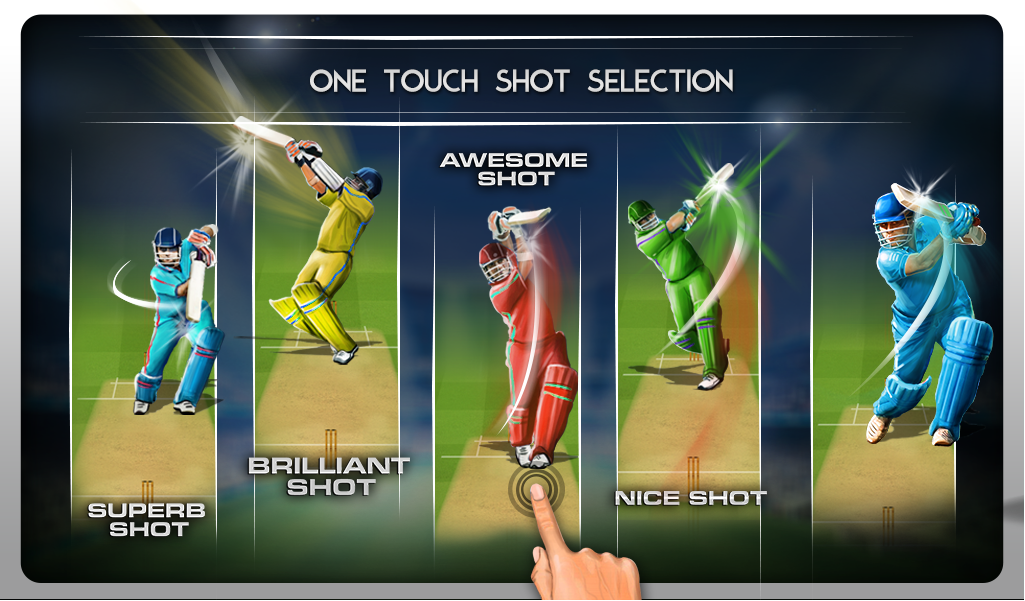 ONE TOUCH SHOT SELECTION
AWESOME
SHOT
BRILLIANT
SHOT
SUPERB
SHOT
NICE SHOT